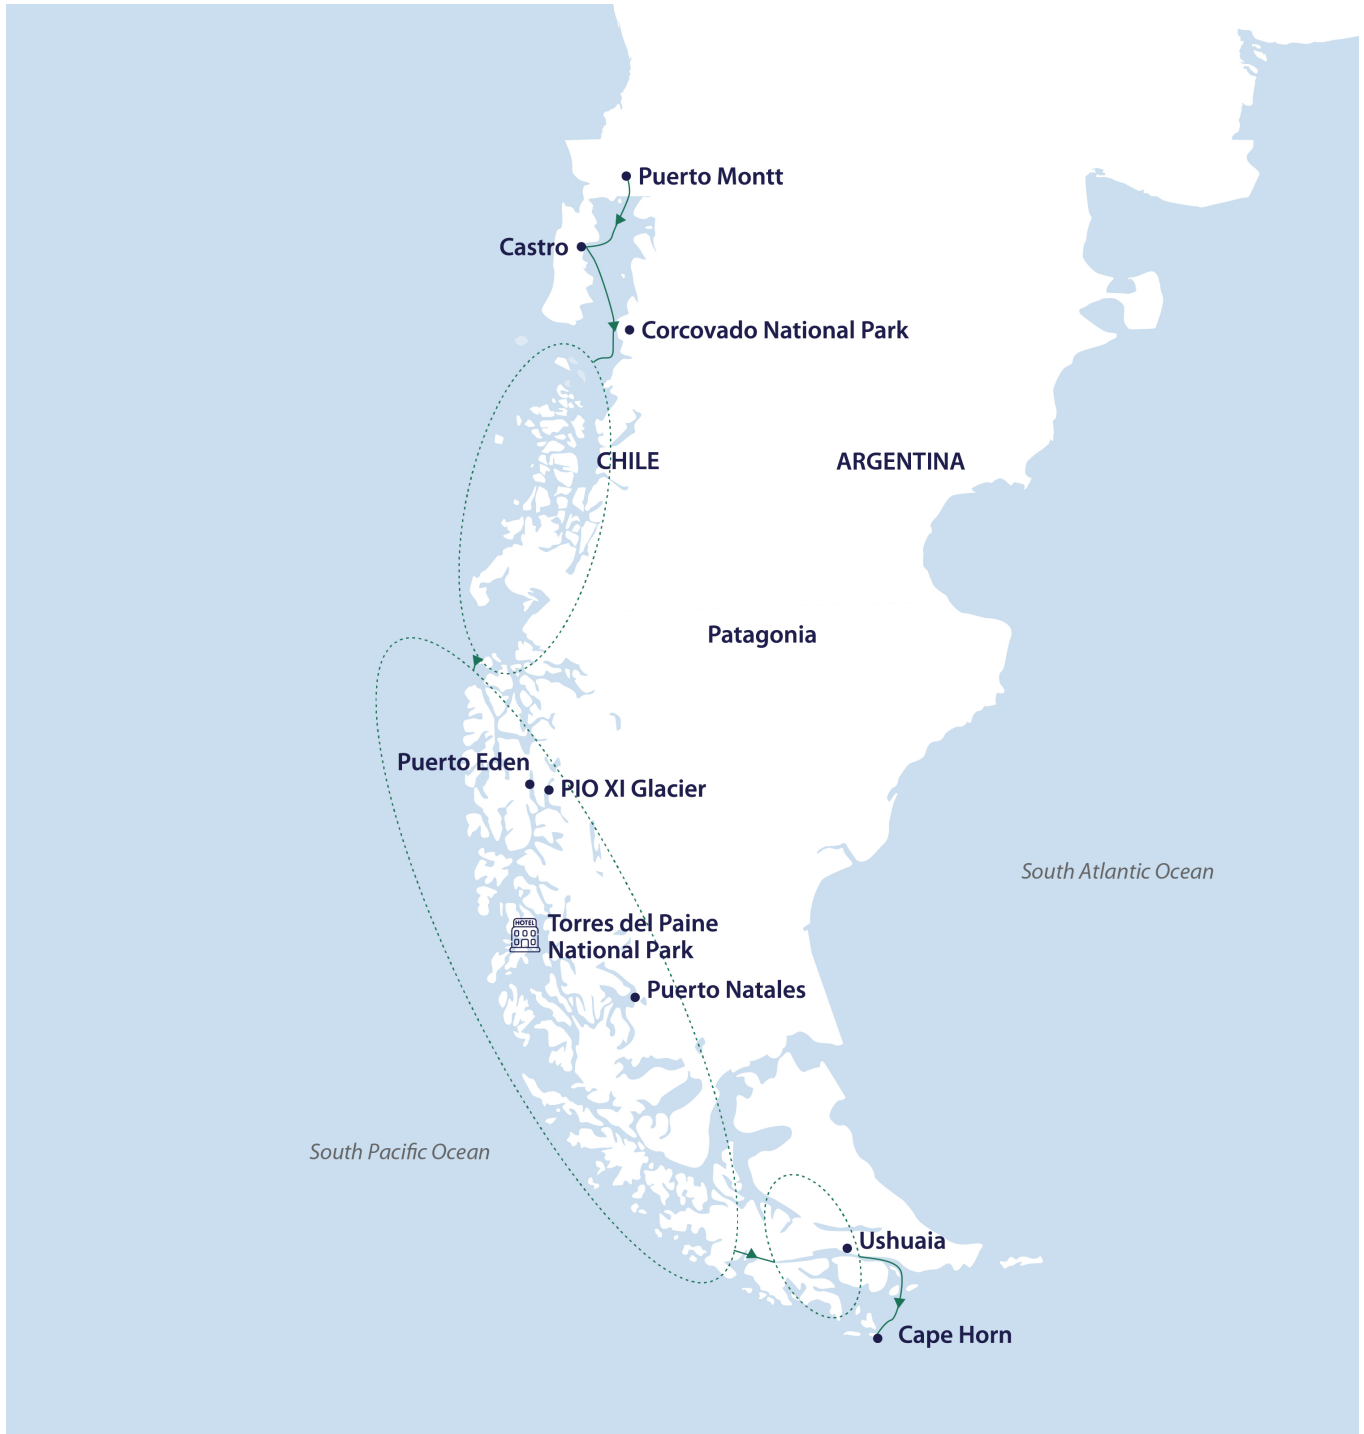 Puerto Montt
Castro
Corcovado National Park
CHILE
ARGENTINA
Patagonia
Puerto Eden
PIO XI Glacier
South Atlantic Ocean
HOTEL
Torres del Paine
National Park
Puerto Natales
South Pacific Ocean
Ushuaia
Cape Horn